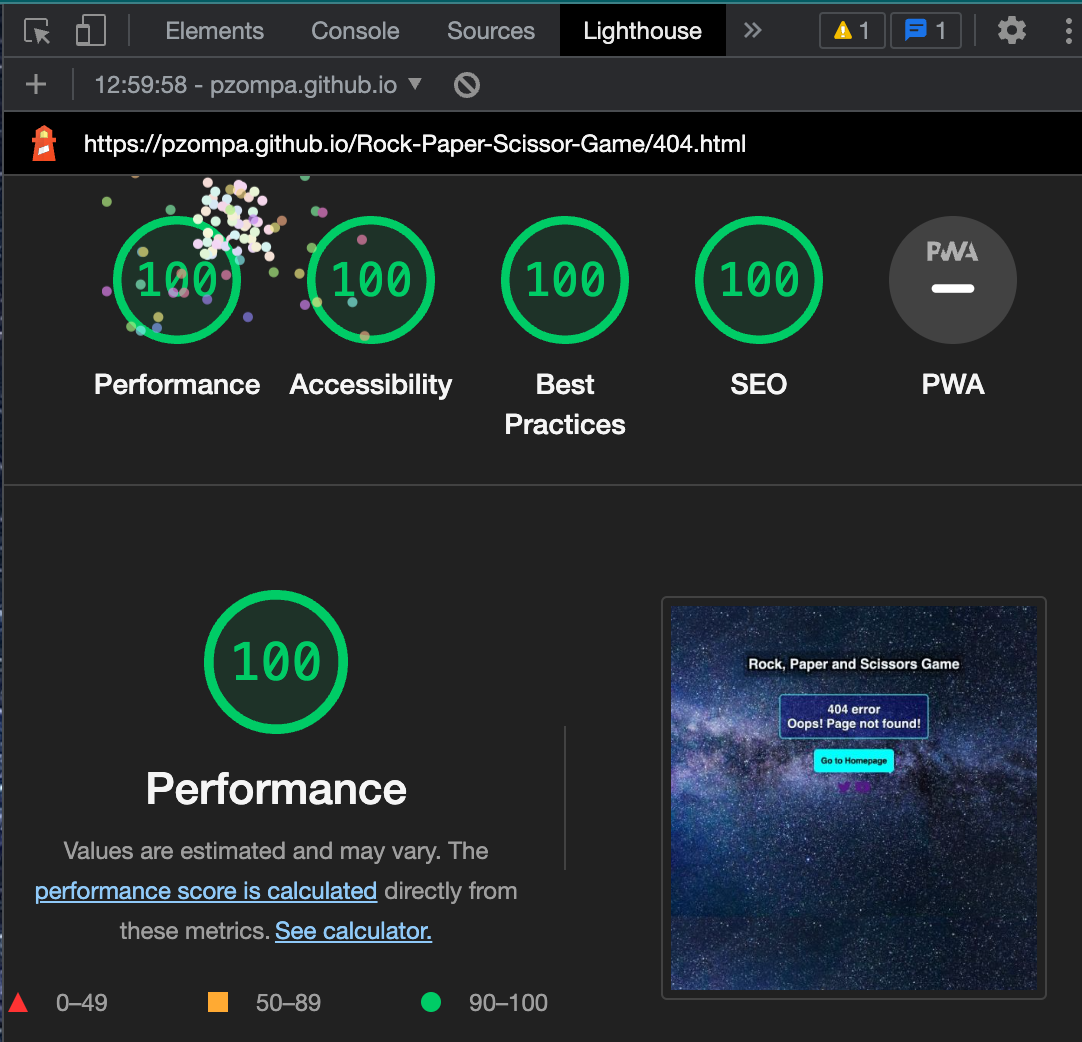 Elements Console Sources Lighthouse 1 1
12:59:58 - pzompa.github.io
https://pzompa.github.io/Rock-Paper-Scissor-Game/404.html
100 100 100 100 PWA
Performance Accessibility Best Practices SEO PWA
100
Performance
Values are estimated and may vary. The
performance score is calculated directly from
these metrics. See calculator.
0–49 50–89 90–100
Rock, Paper and Scissors Game
404 error
Oops! Page not found!
Go to Homepage